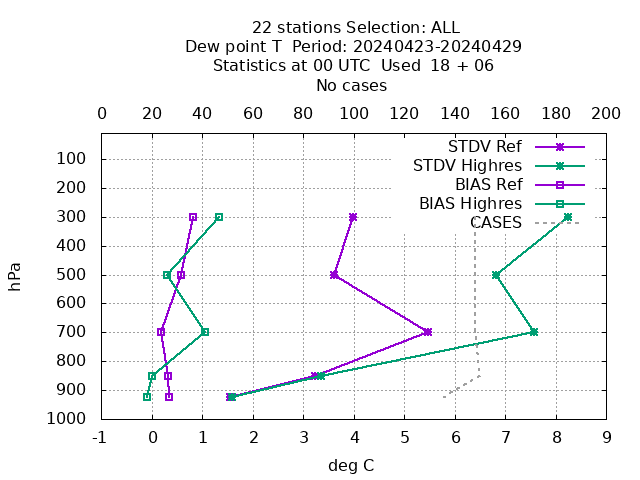 22 stations Selection: ALL
Dew point T  Period: 20240423-20240429
Statistics at 00 UTC  Used  18 + 06
No cases
0 20 40 60 80 100 120 140 160 180 200
STDV Ref
STDV Highres
BIAS Ref
BIAS Highres
CASES
100
200
300
400
500
600
700
800
900
1000
hPa
-1 0 1 2 3 4 5 6 7 8 9
deg C